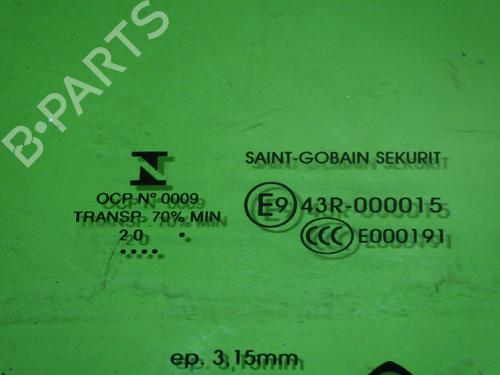 B·PARTS
SAINT-GOBAIN SEKURIT
N
OCP Nº 0009
TRANSP. 70% MIN
2 0
E9 43R-000015
CCC E000191
ep. 3,15mm